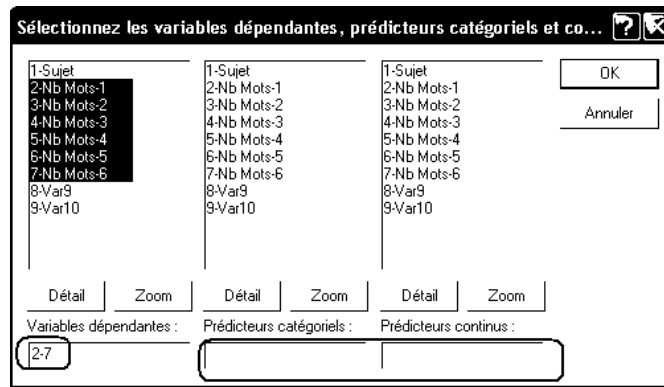 Sélectionnez les variables dépendantes, prédicteurs catégoriels et co...
1-Sujet
2-Nb Mots-1
3-Nb Mots-2
4-Nb Mots-3
5-Nb Mots-4
6-Nb Mots-5
7-Nb Mots-6
8-Var9
9-Var10
1-Sujet
2-Nb Mots-1
3-Nb Mots-2
4-Nb Mots-3
5-Nb Mots-4
6-Nb Mots-5
7-Nb Mots-6
8-Var9
9-Var10
1-Sujet
2-Nb Mots-1
3-Nb Mots-2
4-Nb Mots-3
5-Nb Mots-4
6-Nb Mots-5
7-Nb Mots-6
8-Var9
9-Var10
OK
Annuler
Détail Zoom Détail Zoom Détail Zoom
Variables dépendantes : Prédicteurs catégoriels : Prédicteurs continus :
2-7